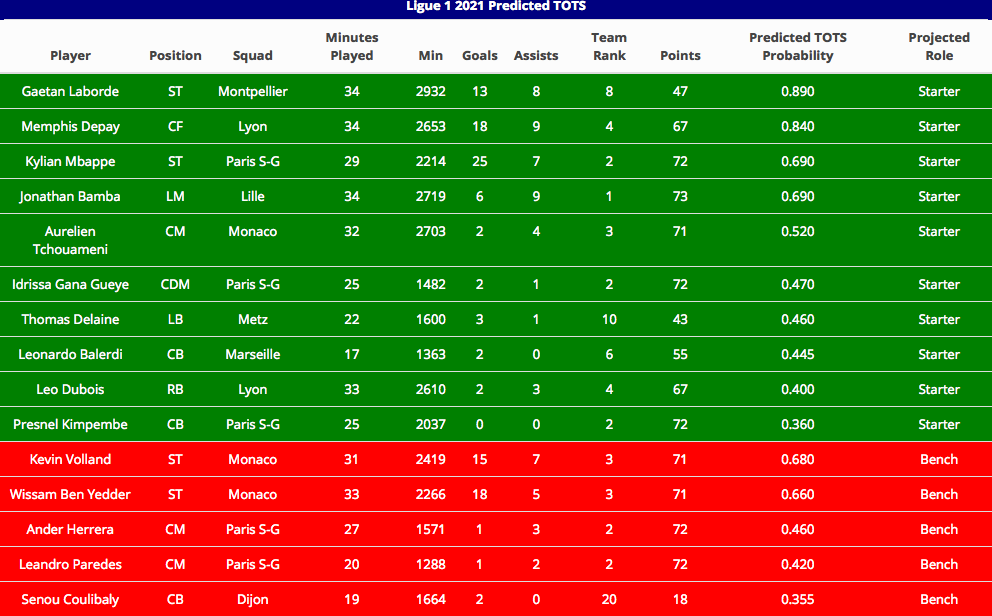 Ligue 1 2021 Predicted TOTS
Player Position Squad Minutes Played Min Goals Assists Team Rank Points Predicted TOTS Probability Projected Role
Gaetan Laborde ST Montpellier 34 2932 13 8 8 47 0.890 Starter
Memphis Depay CF Lyon 34 2653 18 9 4 67 0.840 Starter
Kylian Mbappe ST Paris S-G 29 2214 25 7 2 72 0.690 Starter
Jonathan Bamba LM Lille 34 2719 6 9 1 73 0.690 Starter
Aurelien Tchouameni CM Monaco 32 2703 2 4 3 71 0.520 Starter
Idrissa Gana Gueye CDM Paris S-G 25 1482 2 1 2 72 0.470 Starter
Thomas Delaine LB Metz 22 1600 3 1 10 43 0.460 Starter
Leonardo Balerdi CB Marseille 17 1363 2 0 6 55 0.445 Starter
Leo Dubois RB Lyon 33 2610 2 3 4 67 0.400 Starter
Presnel Kimpembe CB Paris S-G 25 2037 0 0 2 72 0.360 Starter
Kevin Volland ST Monaco 31 2419 15 7 3 71 0.680 Bench
Wissam Ben Yedder ST Monaco 33 2266 18 5 3 71 0.660 Bench
Ander Herrera CM Paris S-G 27 1571 1 3 2 72 0.460 Bench
Leandro Paredes CM Paris S-G 20 1288 1 2 2 72 0.420 Bench
Senou Coulibaly CB Dijon 19 1664 2 0 20 18 0.355 Bench